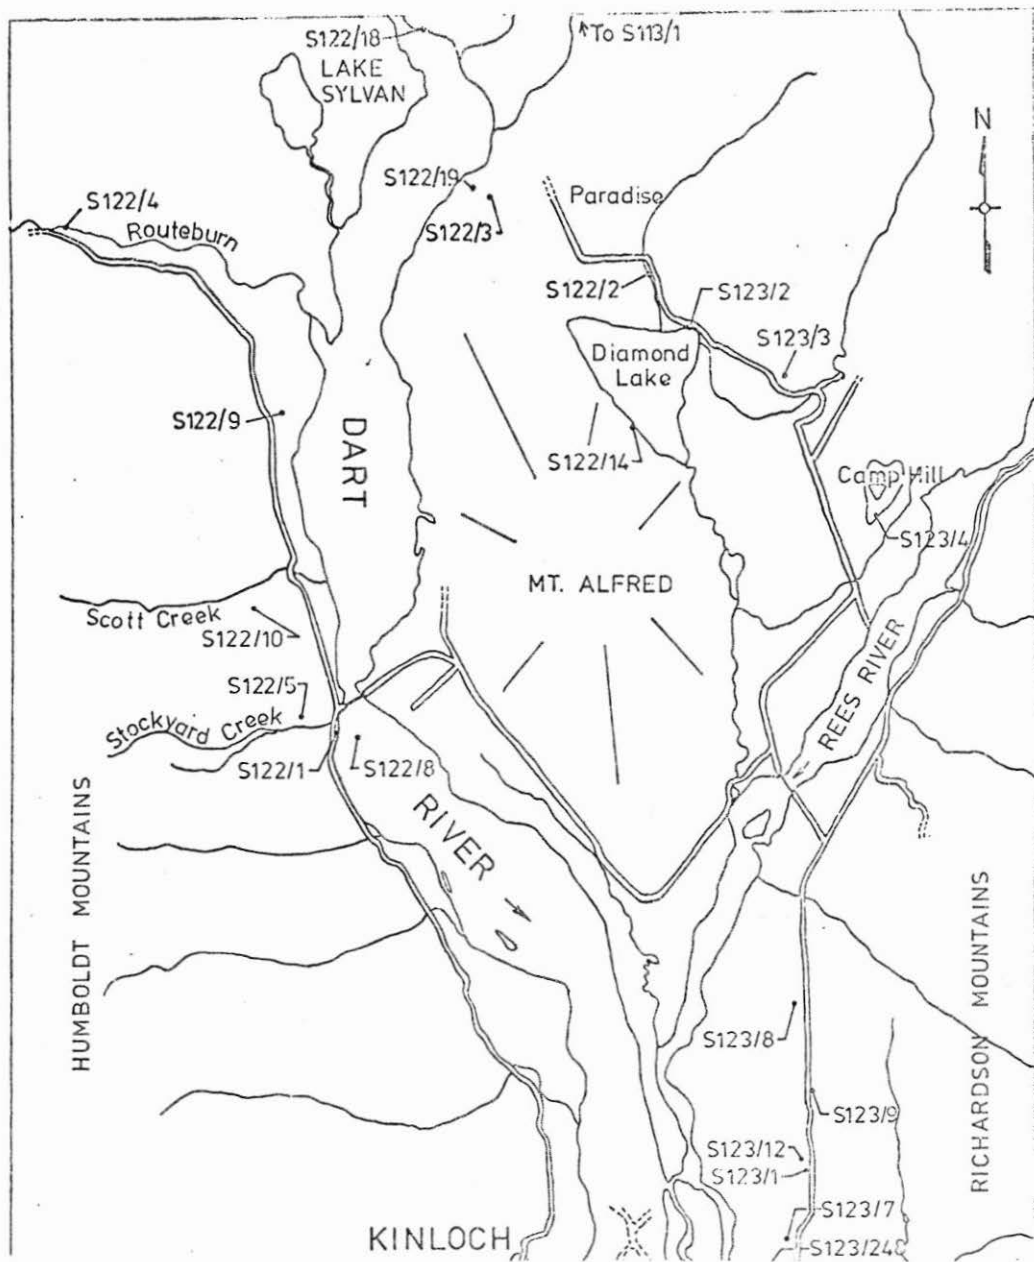 S122/18
To S113/1
LAKE
SYLVAN
N
S122/19
Paradise
S122/4
S122/3
Routeburn
S122/2
S123/2
S123/3
Diamond
Lake
S122/9
DART
S122/14
Camp Hill
S123/4
MT. ALFRED
Scott Creek
S122/10
REES RIVER
S122/5
Stockyard Creek
S122/1
S122/8
RIVER
HUMBOLDT MOUNTAINS
RICHARDSON MOUNTAINS
S123/8
S123/9
S123/12
S123/1
S123/7
KINLOCH